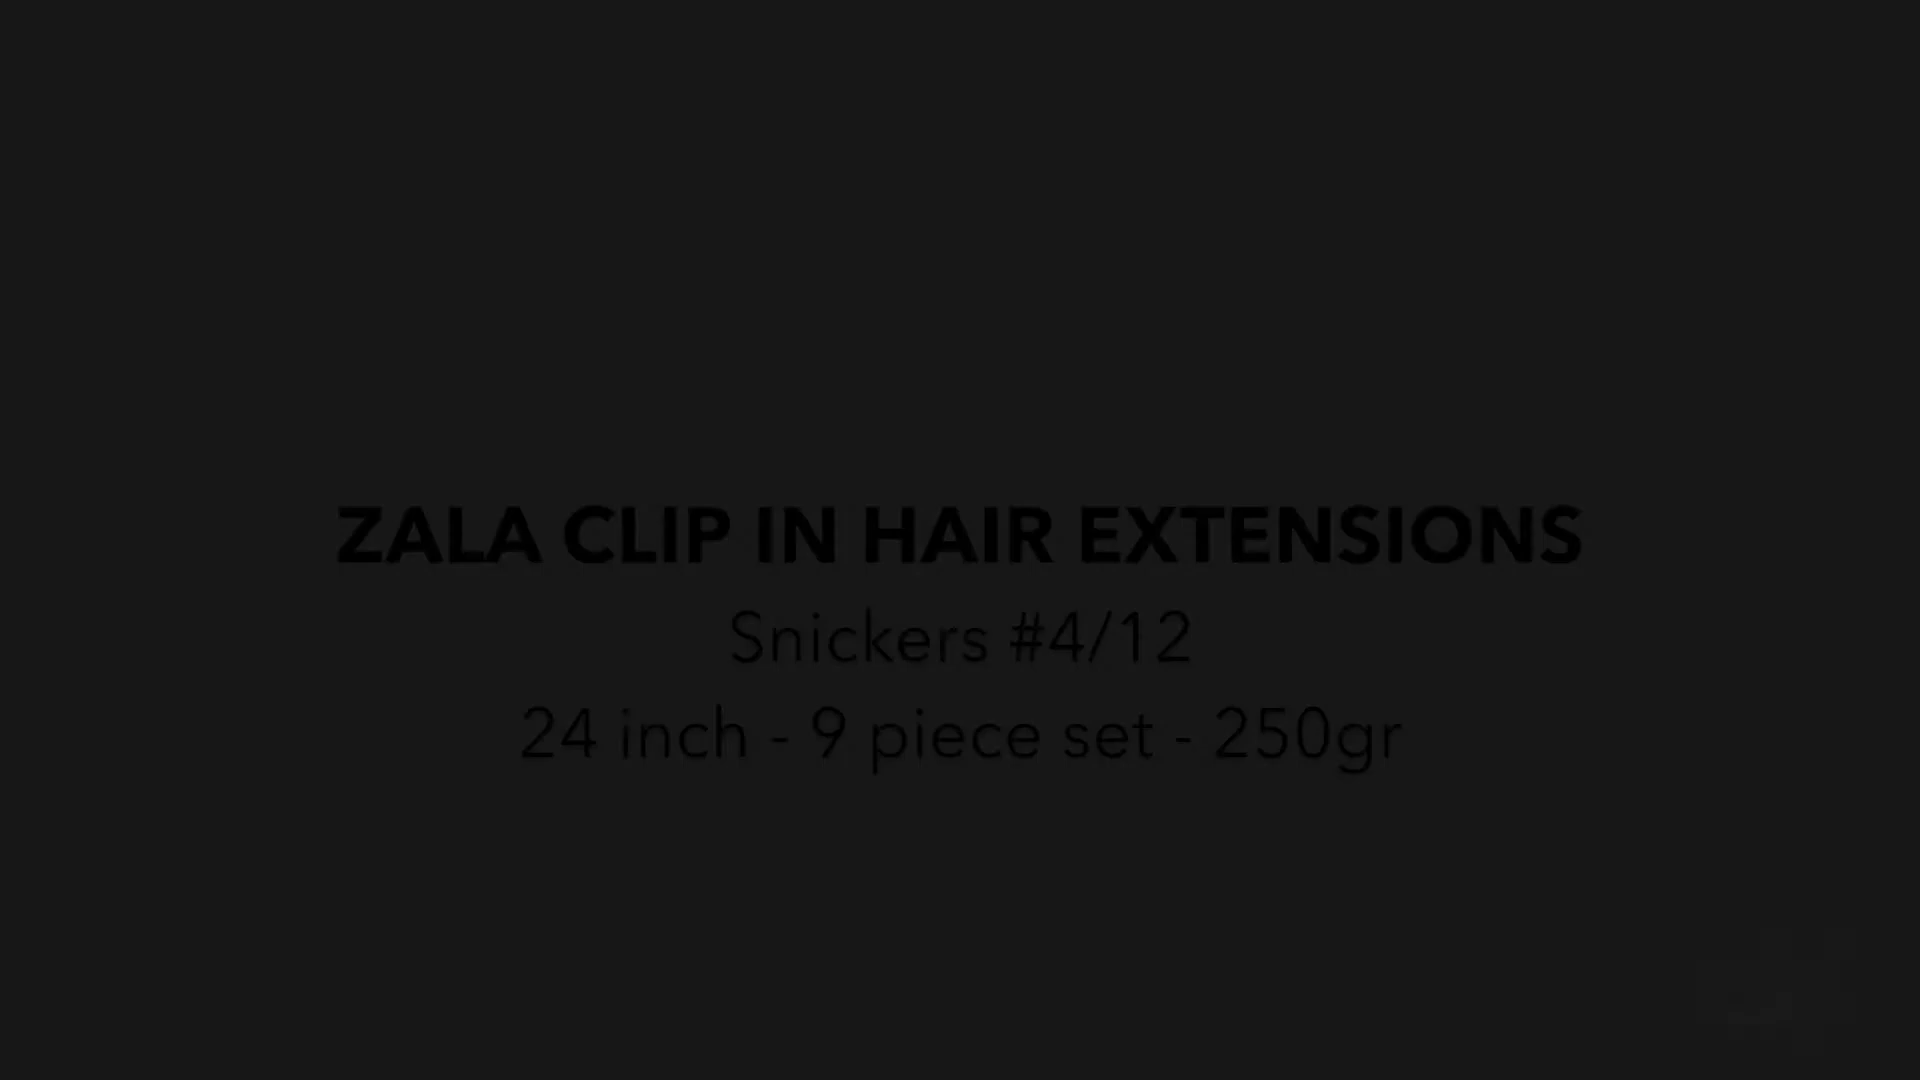 ZALA CLIP IN HAIR EXTENSIONS
Snickers #4/12
24 inch - 9 piece set - 250gr